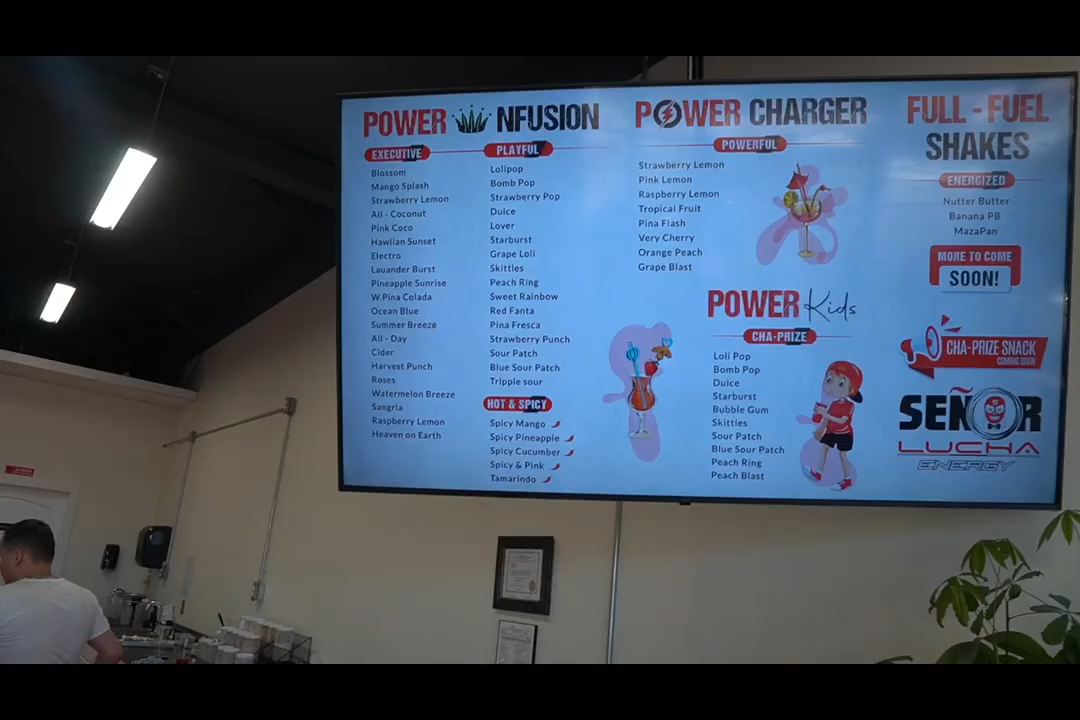 POWER NFUSION
EXECUTIVE
Blossom
Mango Splash
Strawberry Lemon
All - Coconut
Pink Coco
Hawiian Sunset
Electro
Lauander Burst
Pineapple Sunrise
W.Pina Colada
Ocean Blue
Summer Breeze
All - Day
Cider
Harvest Punch
Roses
Watermelon Breeze
Sangria
Raspberry Lemon
Heaven on Earth
PLAYFUL
Lolipop
Bomb Pop
Strawberry Pop
Dulce
Lover
Starburst
Grape Loli
Skittles
Peach Ring
Sweet Rainbow
Red Fanta
Pina Fresca
Strawberry Punch
Sour Patch
Blue Sour Patch
Tripple sour
HOT & SPICY
Spicy Mango
Spicy Pineapple
Spicy Cucumber
Spicy & Pink
Tamarindo
POWER CHARGER
POWERFUL
Strawberry Lemon
Pink Lemon
Raspberry Lemon
Tropical Fruit
Pina Flash
Very Cherry
Orange Peach
Grape Blast
POWER Kids
CHA-PRIZE
Loli Pop
Bomb Pop
Dulce
Starburst
Bubble Gum
Skittles
Sour Patch
Blue Sour Patch
Peach Ring
Peach Blast
FULL - FUEL
SHAKES
ENERGIZED
Nutter Butter
Banana PB
MazaPan
MORE TO COME
SOON!
CHA-PRIZE SNACK
COMING SOON
SEÑOR
LUCHA
ENERGY